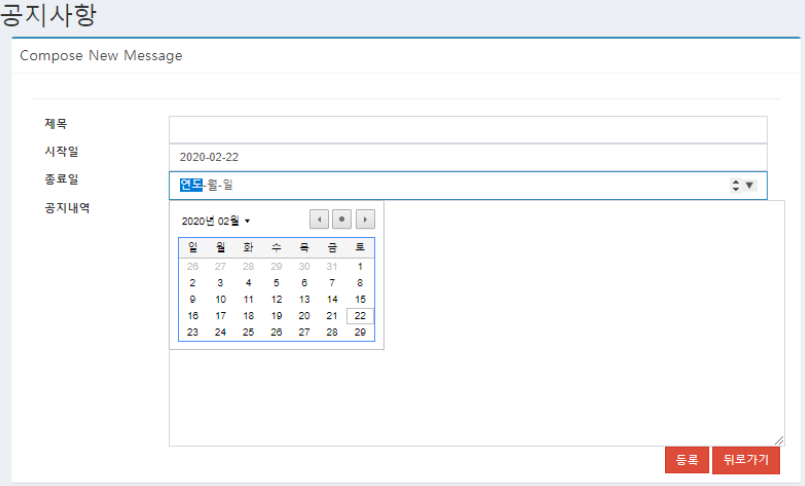 공지사항
Compose New Message
제목
시작일 2020-02-22
종료일 연도-월-일
공지내역
2020년 02월
일 월 화 수 목 금 토
26 27 28 29 30 31 1
2 3 4 5 6 7 8
9 10 11 12 13 14 15
16 17 18 19 20 21 22
23 24 25 26 27 28 29
등록 뒤로가기